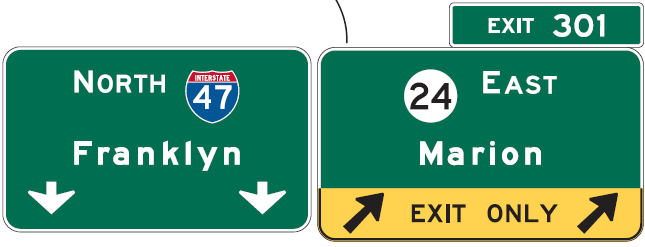 EXIT 301
NORTH INTERSTATE 47
Franklyn
24 EAST
Marion
EXIT ONLY